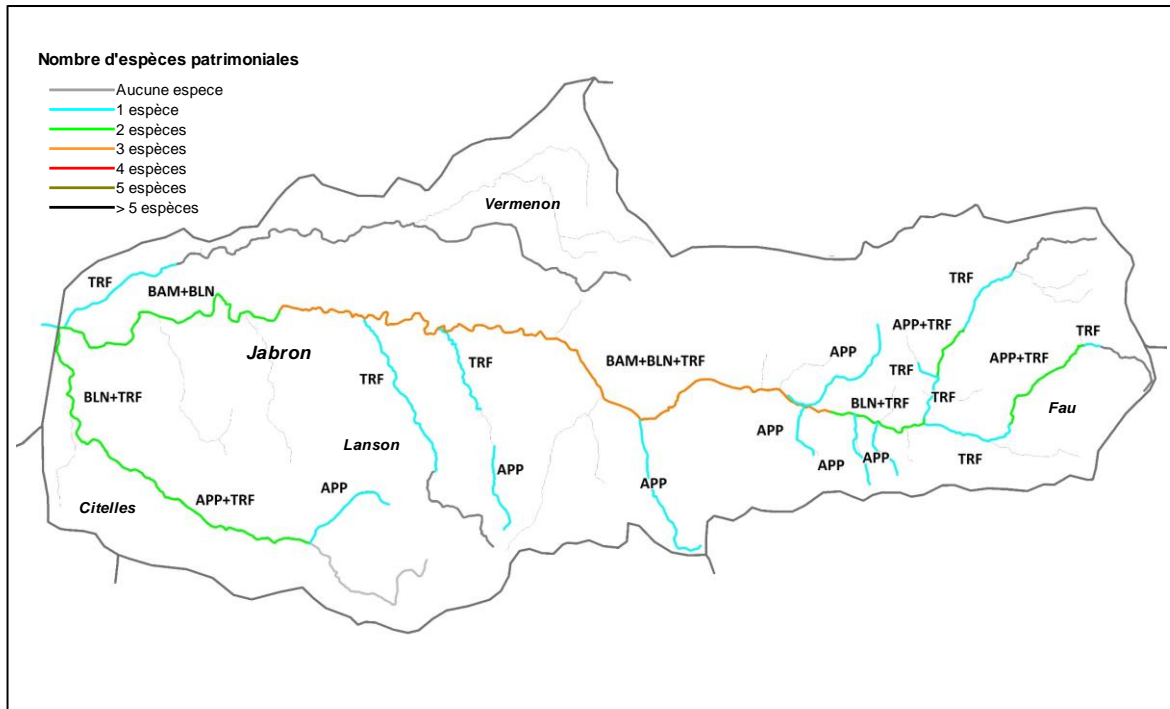 Nombre d'espèces patrimoniales
Aucune espece
1 espèce
2 espèces
3 espèces
4 espèces
5 espèces
> 5 espèces
Vermenon
TRF
TRF
BAM+BLN
APP+TRF
TRF
Jabron
APP
APP+TRF
TRF
BAM+BLN+TRF
TRF
TRF
BLN+TRF
BLN+TRF
TRF
Fau
Lanson
APP
APP
APP
TRF
APP
APP
APP+TRF
APP
Citelles